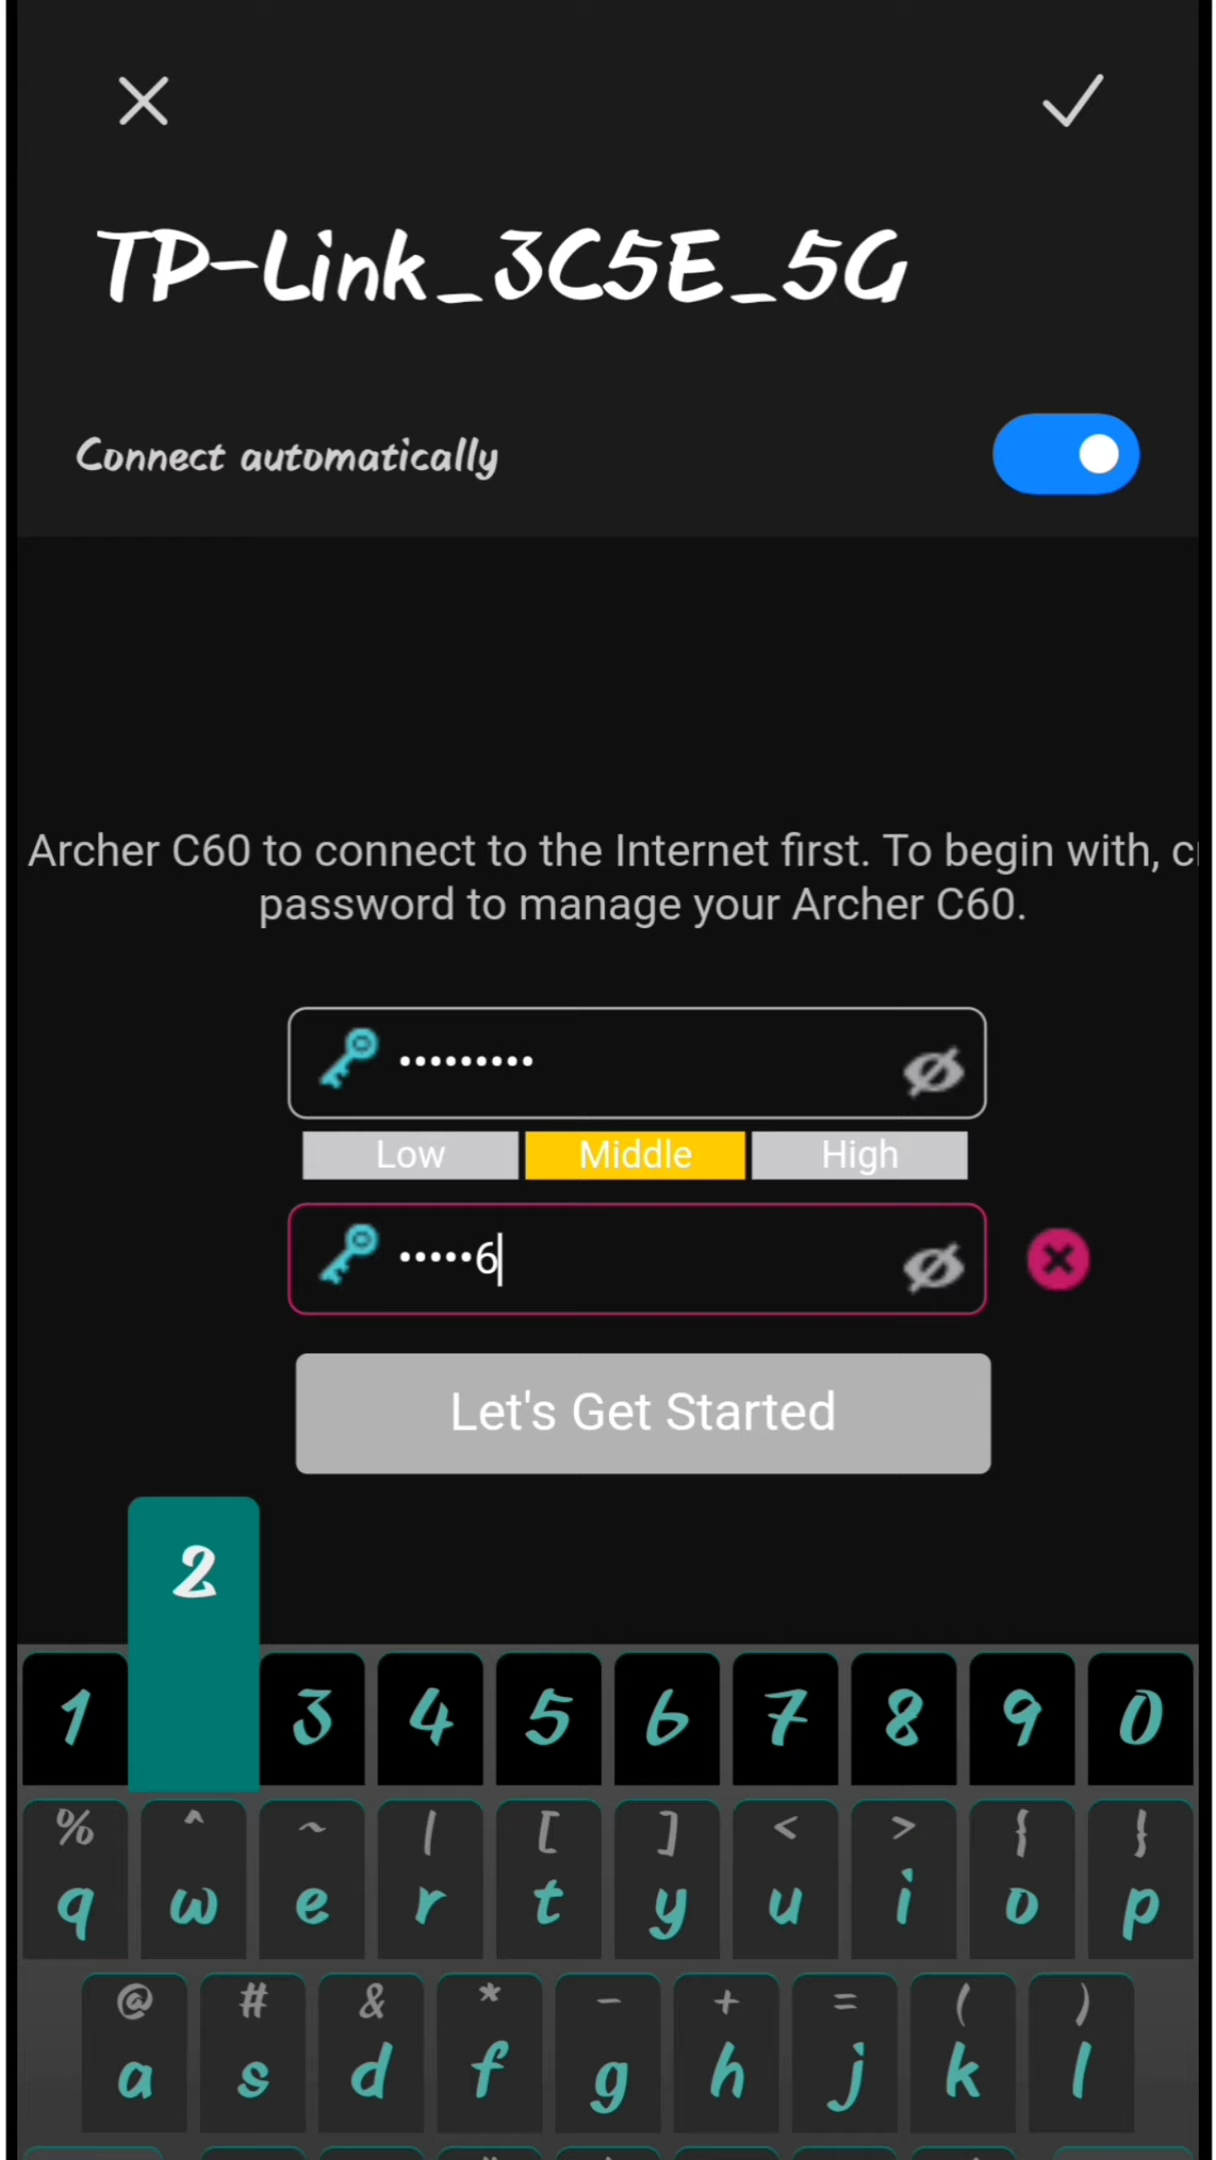 TP-Link_3C5E_5G
Connect automatically
Archer C60 to connect to the Internet first. To begin with,
password to manage your Archer C60.
•••••••••
Low Middle High
•••••6
Let's Get Started
2
1 3 4 5 6 7 8 9 0
% ^ ~ | [ ] < > { }
q w e r t y u i o p
@ # & * - + = ( )
a s d f g h j k l